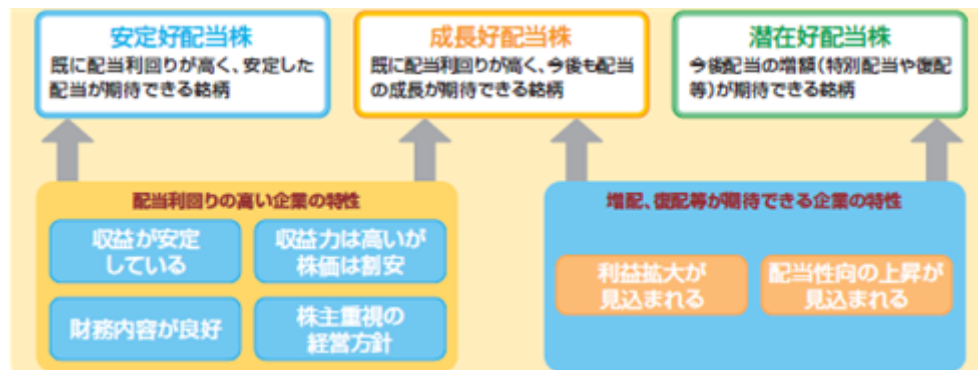 安定好配当株
既に配当利回りが高く、安定した
配当が期待できる銘柄
成長好配当株
既に配当利回りが高く、今後も配当
の成長が期待できる銘柄
潜在好配当株
今後配当の増額(特別配当や復配
等)が期待できる銘柄
配当利回りの高い企業の特性
収益が安定
している
収益力は高いが
株価は割安
財務内容が良好
株主重視の
経営方針
増配、復配等が期待できる企業の特性
利益拡大が
見込まれる
配当性向の上昇が
見込まれる